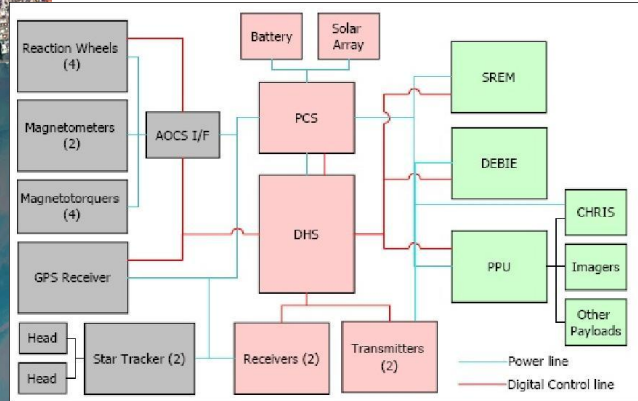 Battery
Solar
Array
Reaction Wheels
(4)
SREM
PCS
Magnetometers
(2)
AOCS I/F
DEBIE
Magnetotorquers
(4)
CHRIS
DHS
GPS Receiver
PPU
Imagers
Head
Star Tracker (2)
Receivers (2)
Transmitters
(2)
Other
Payloads
Head
Power line
Digital Control line